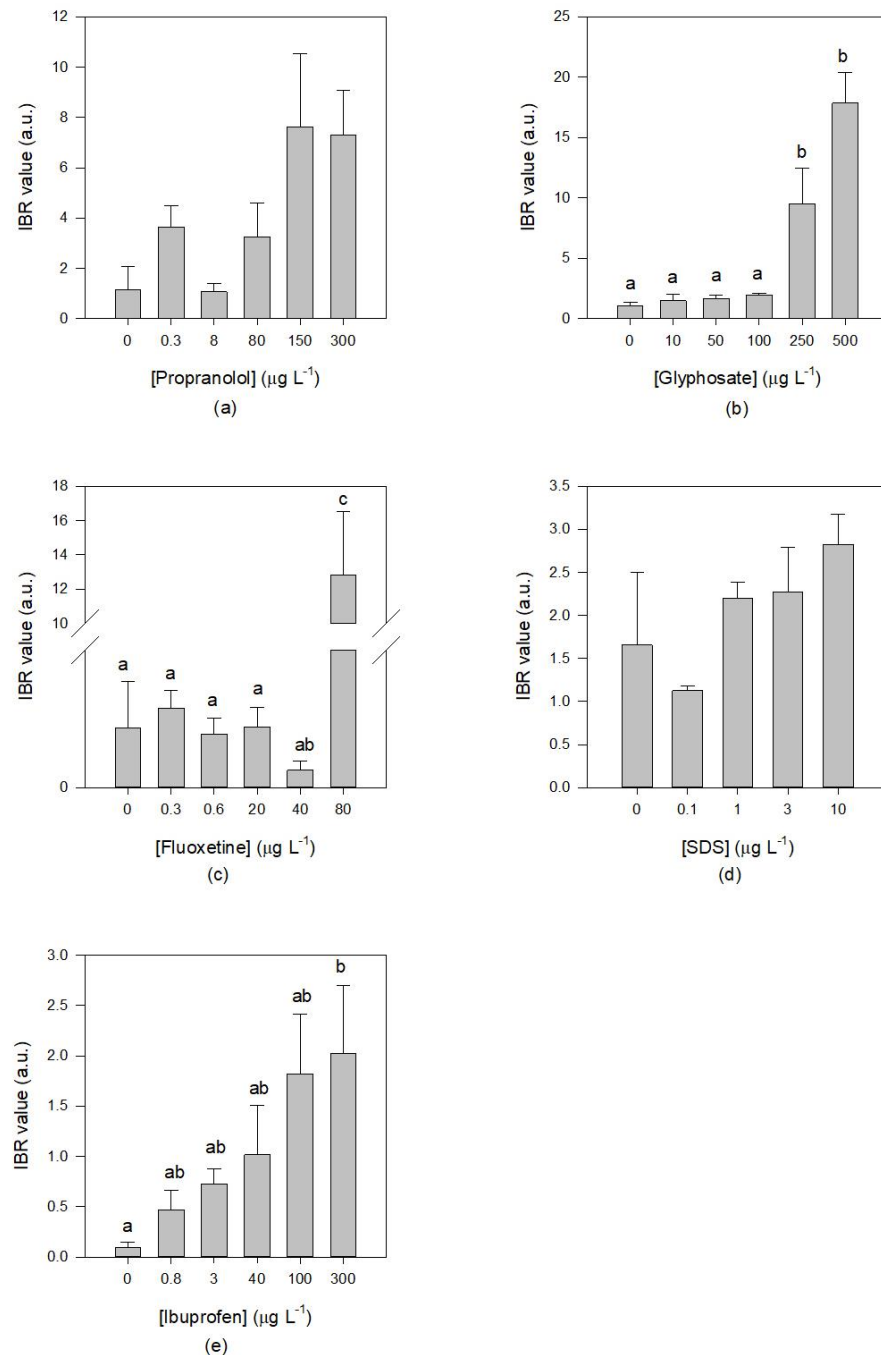 12
10
8
6
4
2
0
IBR value (a.u.)
0 0.3 8 80 150 300
[Propranolol] (μg L⁻¹)
(a)
25
20
15
10
5
0
IBR value (a.u.)
a a a a b b
0 10 50 100 250 500
[Glyphosate] (μg L⁻¹)
(b)
18
16
14
12
10
0
IBR value (a.u.)
a a a a ab c
0 0.3 0.6 20 40 80
[Fluoxetine] (μg L⁻¹)
(c)
3.5
3.0
2.5
2.0
1.5
1.0
0.5
0.0
IBR value (a.u.)
0 0.1 1 3 10
[SDS] (μg L⁻¹)
(d)
3.0
2.5
2.0
1.5
1.0
0.5
0.0
IBR value (a.u.)
a ab ab ab ab b
0 0.8 3 40 100 300
[Ibuprofen] (μg L⁻¹)
(e)